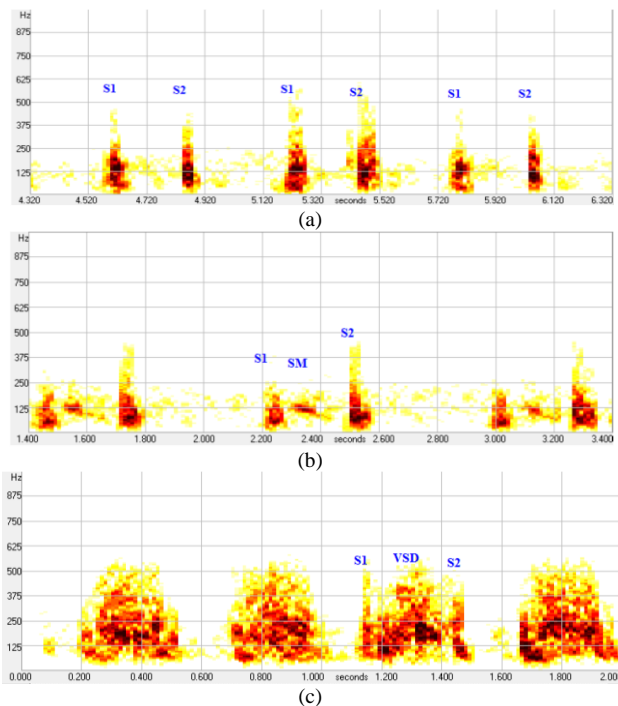 Hz
875
750
625
500
375
250
125
S1 S2 S1 S2 S1 S2
4.320 4.520 4.720 4.920 5.120 5.320 seconds 5.520 5.720 5.920 6.120 6.320
(a)
Hz
875
750
625
500
375
250
125
S1 SM S2
1.400 1.600 1.800 2.000 2.200 2.400 seconds 2.600 2.800 3.000 3.200 3.400
(b)
Hz
875
750
625
500
375
250
125
S1 VSD S2
0.000 0.200 0.400 0.600 0.800 1.000 seconds 1.200 1.400 1.600 1.800 2.00
(c)